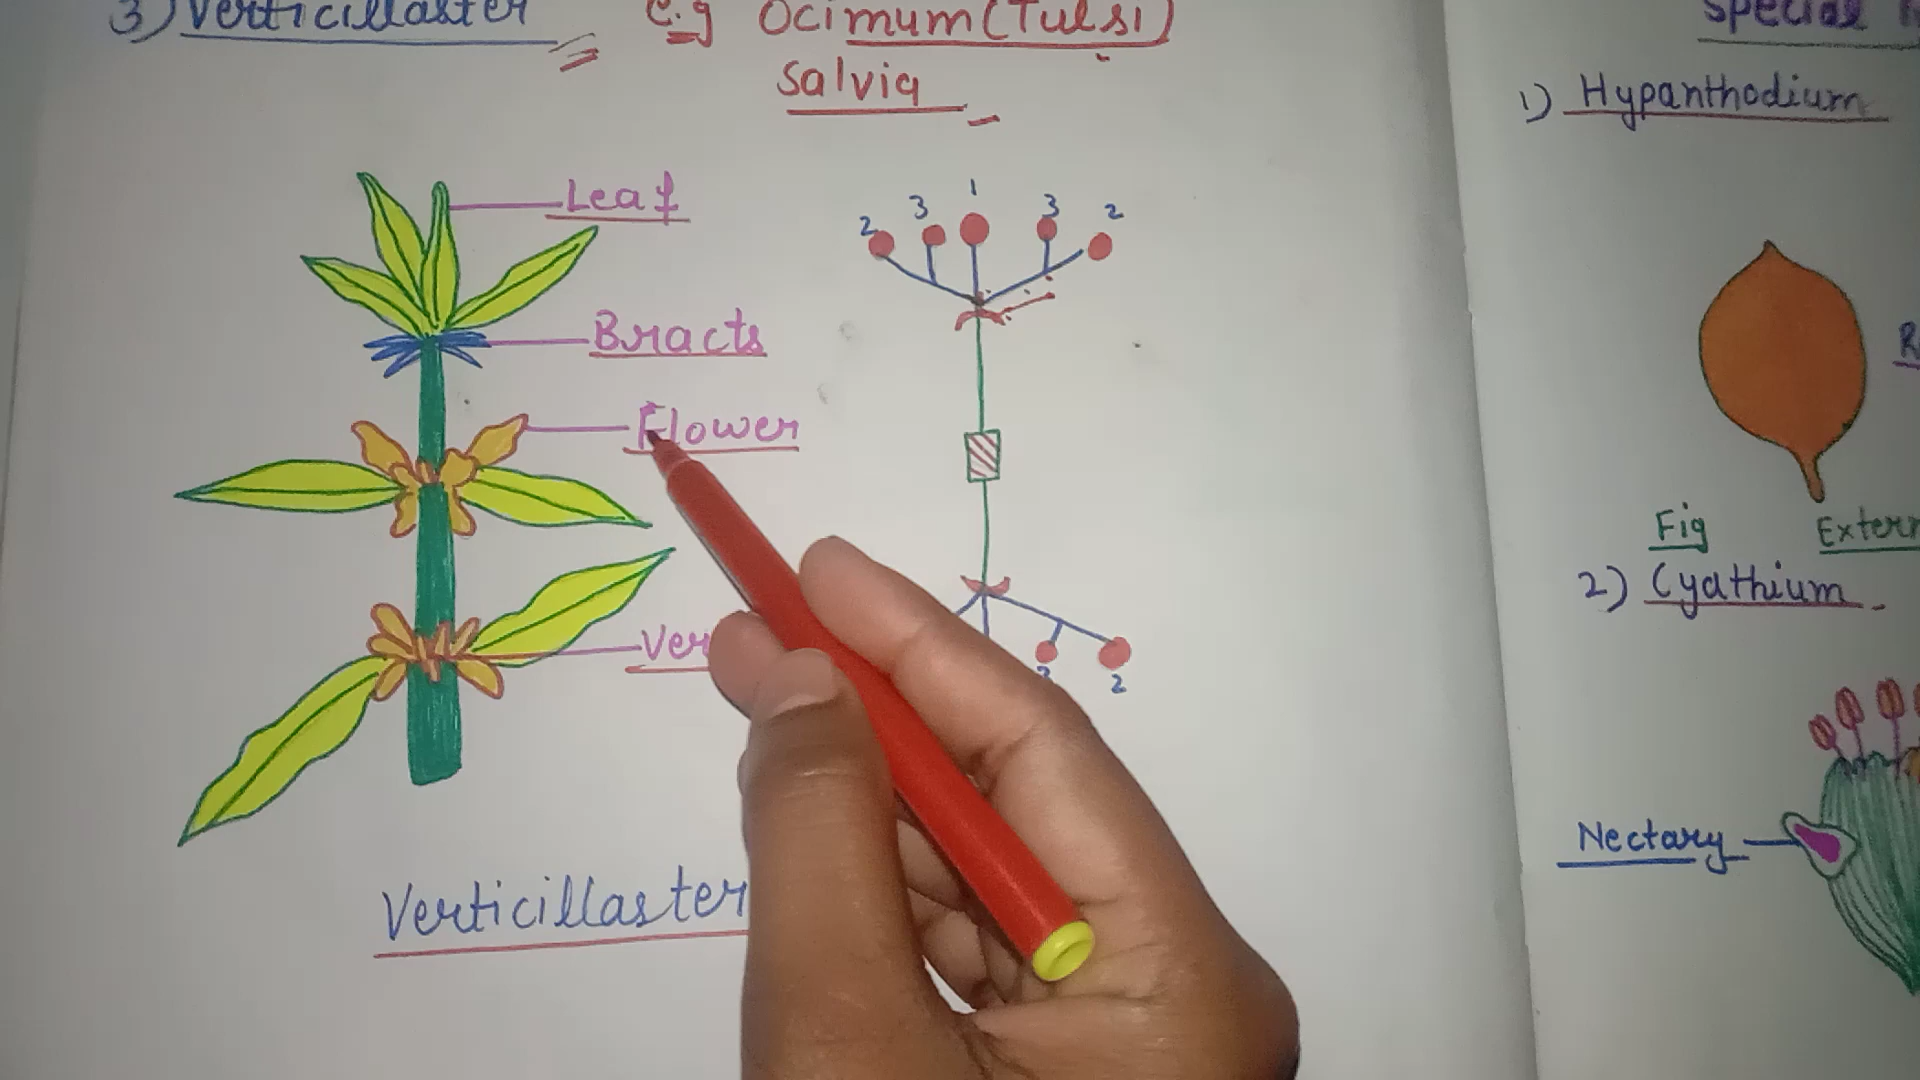 3) Verticillaster e.g Ocimum (Tulsi)
Salvia
Leaf
Bracts
Flower
2 3 1 3 2
2
Verticillaster
Special
1) Hypanthodium
Fig
2) Cyathium
Nectary